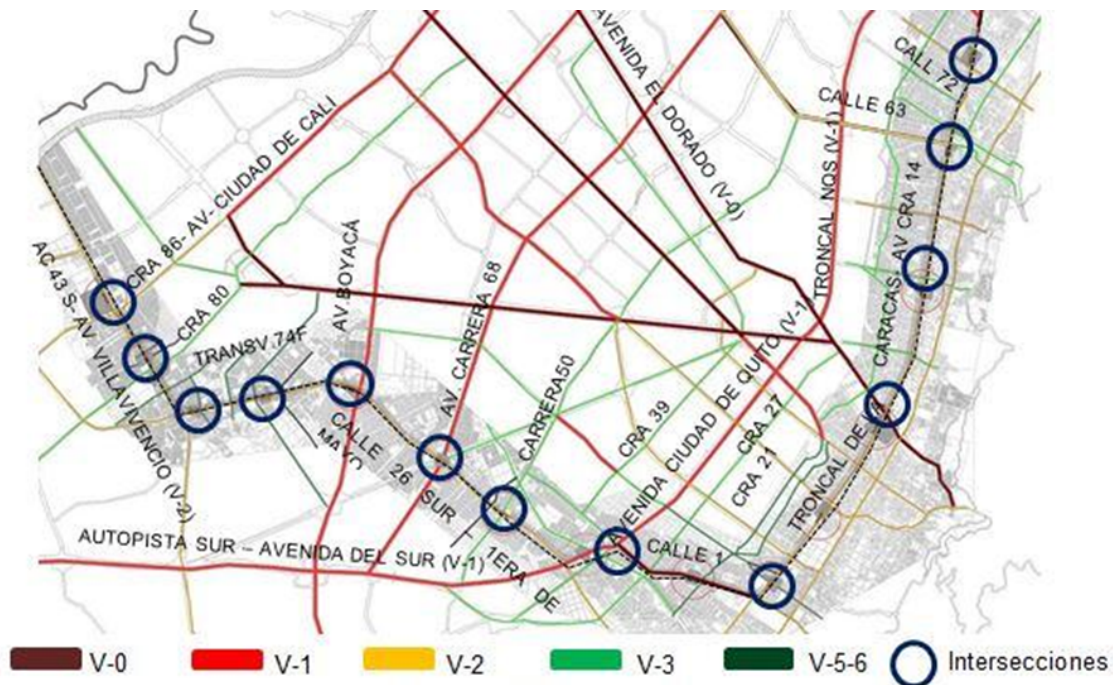 AVENIDA EL DORADO (V-0)
CALL 72
CALLE 63
TRONCAL NQS (V-1)
CARACAS- AV CRA 14
TRONCAL DE
CRA 86- AV- CIUDAD DE CALI
AC 43 S- AV. VILLAVIVENCIO (V-2)
CRA 80
TRANSV.74F
AV.BOYACÁ
AV. CARRERA 68
CARRERA50
CRA 39
AVENIDA CIUDAD DE QUITO (V-1
CRA 27
CRA 21
CALLE 26 SUR
1ERA DE
MAYO
CALLE 1
AUTOPISTA SUR – AVENIDA DEL SUR (V-1)
V-0 V-1 V-2 V-3 V-5-6 Intersecciones